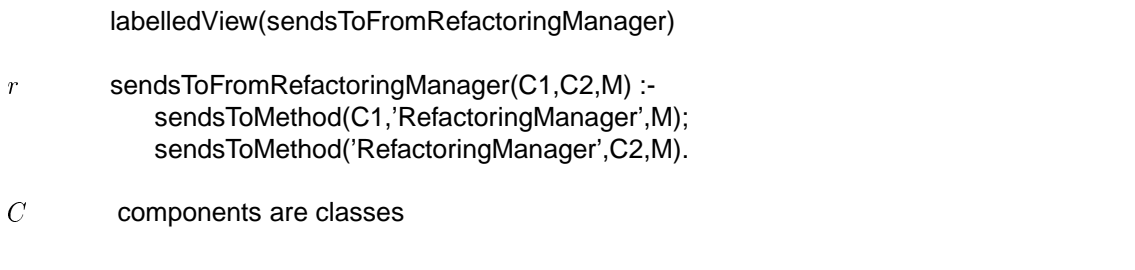 labelledView(sendsToFromRefactoringManager)
r sendsToFromRefactoringManager(C1,C2,M) :-
sendsToMethod(C1,’RefactoringManager’,M);
sendsToMethod(’RefactoringManager’,C2,M).
C components are classes